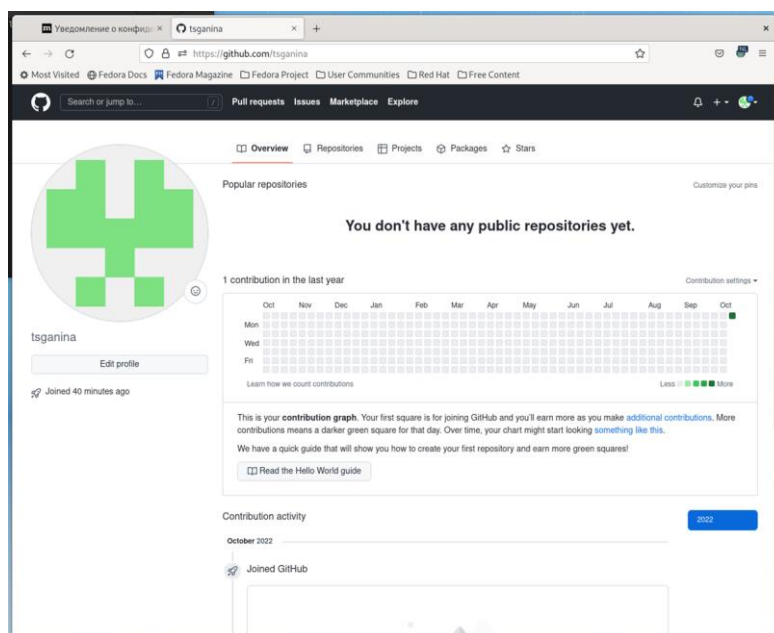 Уведомление о конфиде
tsganina
https://github.com/tsganina
Most Visited Fedora Docs Fedora Magazine Fedora Project User Communities Red Hat Free Content
Search or jump to... / Pull requests Issues Marketplace Explore
Overview Repositories Projects Packages Stars
Popular repositories Customize your pins
You don't have any public repositories yet.
1 contribution in the last year Contribution settings
Oct Nov Dec Jan Feb Mar Apr May Jun Jul Aug Sep Oct
Mon
Wed
Fri
Learn how we count contributions Less More
tsganina
Edit profile
Joined 40 minutes ago
This is your contribution graph. Your first square is for joining GitHub and you'll earn more as you make additional contributions. More
contributions means a darker green square for that day. Over time, your chart might start looking something like this.
We have a quick guide that will show you how to create your first repository and earn more green squares!
Read the Hello World guide
Contribution activity 2022
October 2022
Joined GitHub